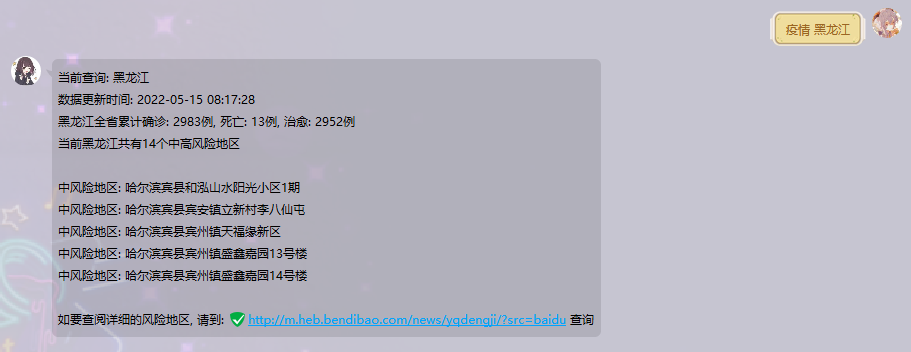 疫情 黑龙江
当前查询: 黑龙江
数据更新时间: 2022-05-15 08:17:28
黑龙江全省累计确诊: 2983例, 死亡: 13例, 治愈: 2952例
当前黑龙江共有14个中高风险地区
中风险地区: 哈尔滨宾县和泓山水阳光小区1期
中风险地区: 哈尔滨宾县宾安镇立新村李八仙屯
中风险地区: 哈尔滨宾县宾州镇天福缘新区
中风险地区: 哈尔滨宾县宾州镇盛鑫嘉园13号楼
中风险地区: 哈尔滨宾县宾州镇盛鑫嘉园14号楼
如要查阅详细的风险地区, 请到: http://m.heb.bendibao.com/news/yqdengji/?src=baidu 查询